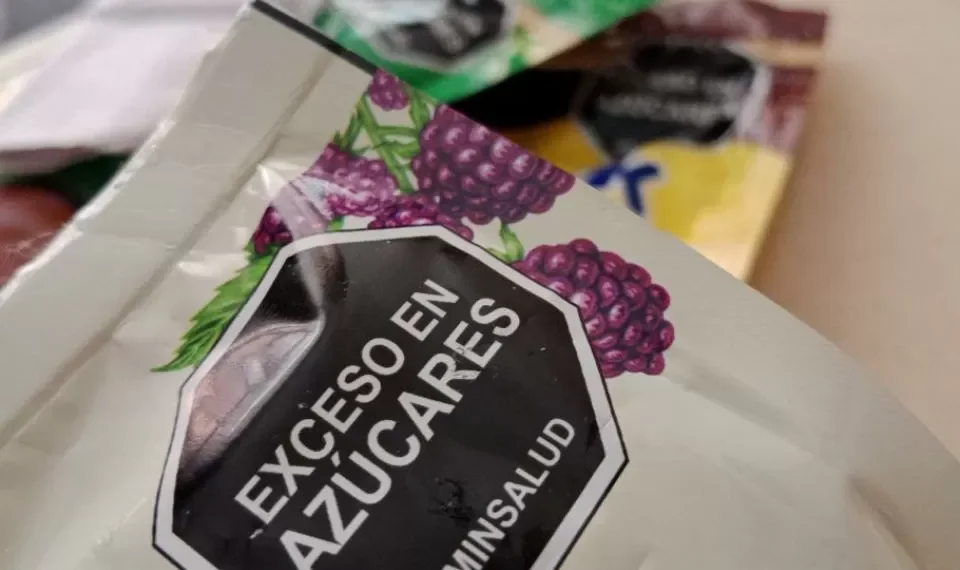 EXCESO EN
AZÚCARES
MINSALUD